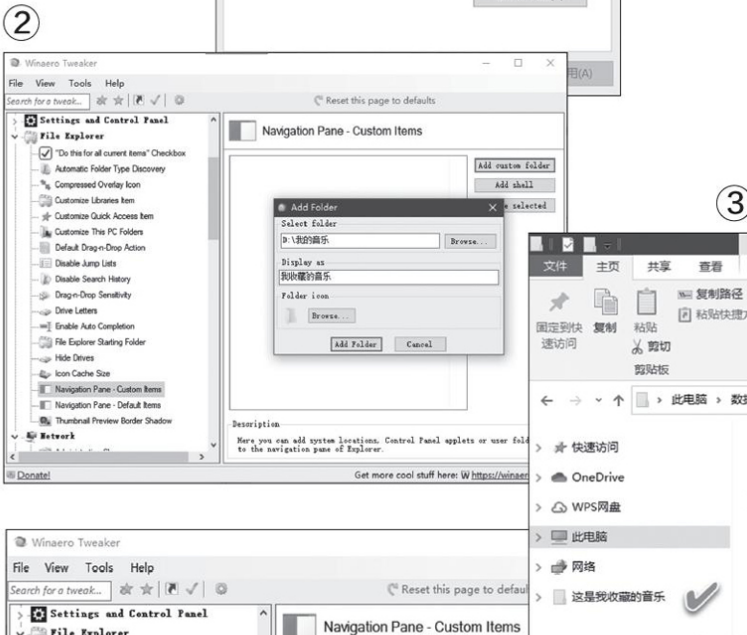 ②
用(A)
Winaero Tweaker
File View Tools Help
Search for a tweak...
Reset this page to defaults
Settings and Control Panel
File Explorer
"Do this for all current items" Checkbox
Automatic Folder Type Discovery
Compressed Overlay Icon
Customize Libraries Item
Customize Quick Access Item
Customize This PC Folders
Default Drag-n-Drop Action
Disable Jump Lists
Disable Search History
Drag-n-Drop Sensitivity
Drive Letters
Enable Auto Completion
File Explorer Starting Folder
Hide Drives
Icon Cache Size
Navigation Pane - Custom Items
Navigation Pane - Default Items
Thumbnail Preview Border Shadow
Network
Donate!
Navigation Pane - Custom Items
Add custom folder
Add shell
selected
Add Folder
Select folder
D:\我的音乐
Browse...
Display as
我收藏的音乐
Folder icon
Browse...
Add Folder Cancel
Description
Here you can add system locations, Control Panel applets or user fold
to the navigation pane of Explorer.
Get more cool stuff here: W https://winaer
③
文件 主页 共享 查看
固定到快
速访问
复制
粘贴
复制路径
粘贴快捷方
剪切
剪贴板
此电脑 数据
快速访问
OneDrive
WPS网盘
此电脑
网络
这是我收藏的音乐
Winaero Tweaker
File View Tools Help
Search for a tweak...
Reset this page to defaul
Settings and Control Panel
File Explorer
Navigation Pane - Custom Items